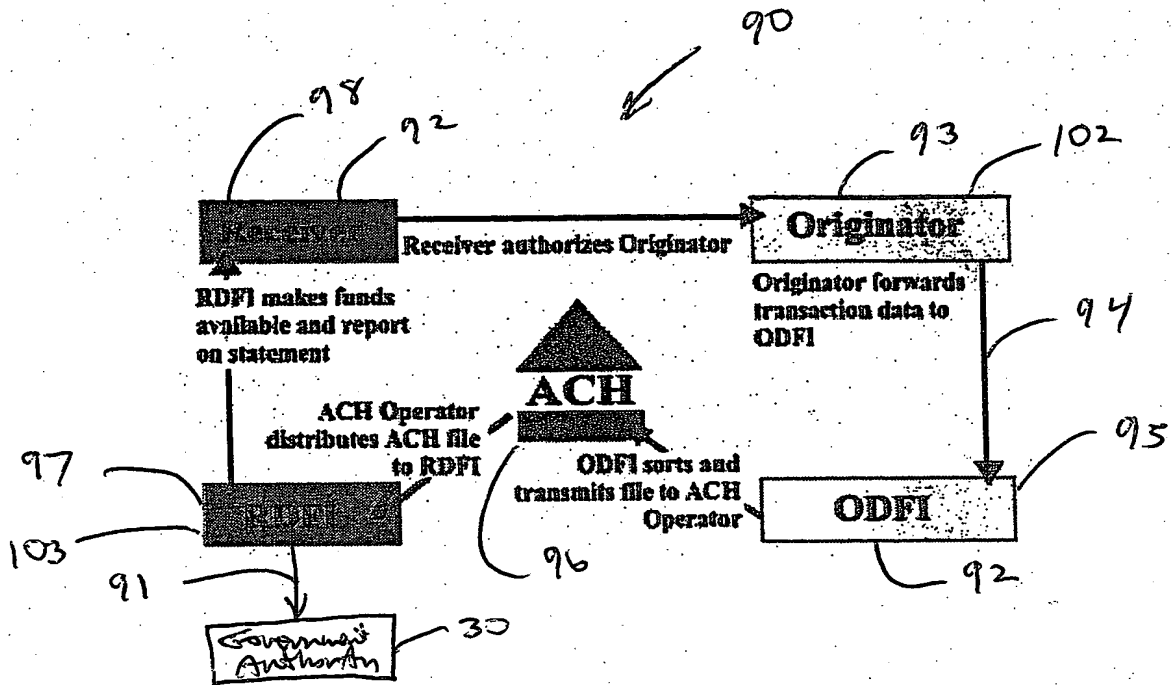 90
98
92
93
102
Receiver
Originator
Receiver authorizes Originator
RDFI makes funds
available and report
on statement
Originator forwards
transaction data to
ODFI
94
ACH
ACH Operator
distributes ACH file
to RDFI
ODFI sorts and
transmits file to ACH
Operator
95
97
RDFI
ODFI
103
91
96
92
30
Government